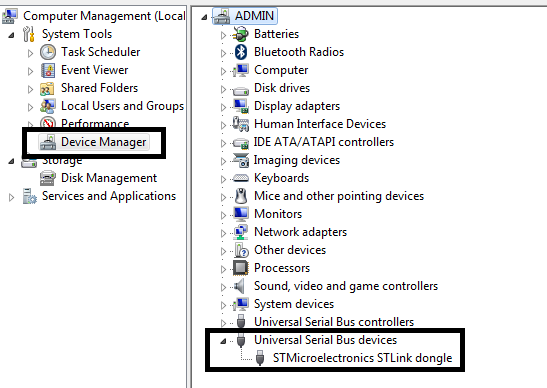 Computer Management (Local
System Tools
Task Scheduler
Event Viewer
Shared Folders
Local Users and Groups
Performance
Device Manager
Storage
Disk Management
Services and Applications
ADMIN
Batteries
Bluetooth Radios
Computer
Disk drives
Display adapters
Human Interface Devices
IDE ATA/ATAPI controllers
Imaging devices
Keyboards
Mice and other pointing devices
Monitors
Network adapters
Other devices
Processors
Sound, video and game controllers
System devices
Universal Serial Bus controllers
Universal Serial Bus devices
STMicroelectronics STLink dongle